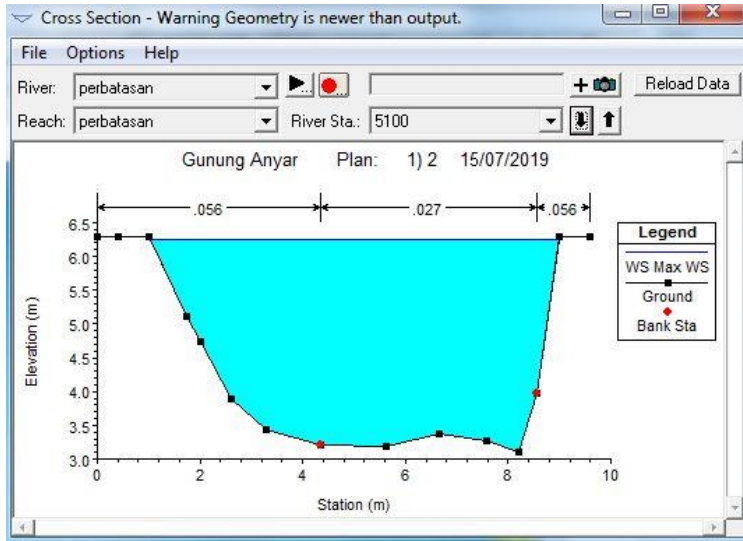 Cross Section - Warning Geometry is newer than output.
File Options Help
River: perbatasan Reload Data
Reach: perbatasan River Sta.: 5100
Gunung Anyar Plan: 1) 2 15/07/2019
.056 .027 .056
6.5
6.0
5.5
5.0
4.5
4.0
3.5
3.0
Elevation (m)
0 2 4 6 8 10
Station (m)
Legend
WS Max WS
Ground
Bank Sta